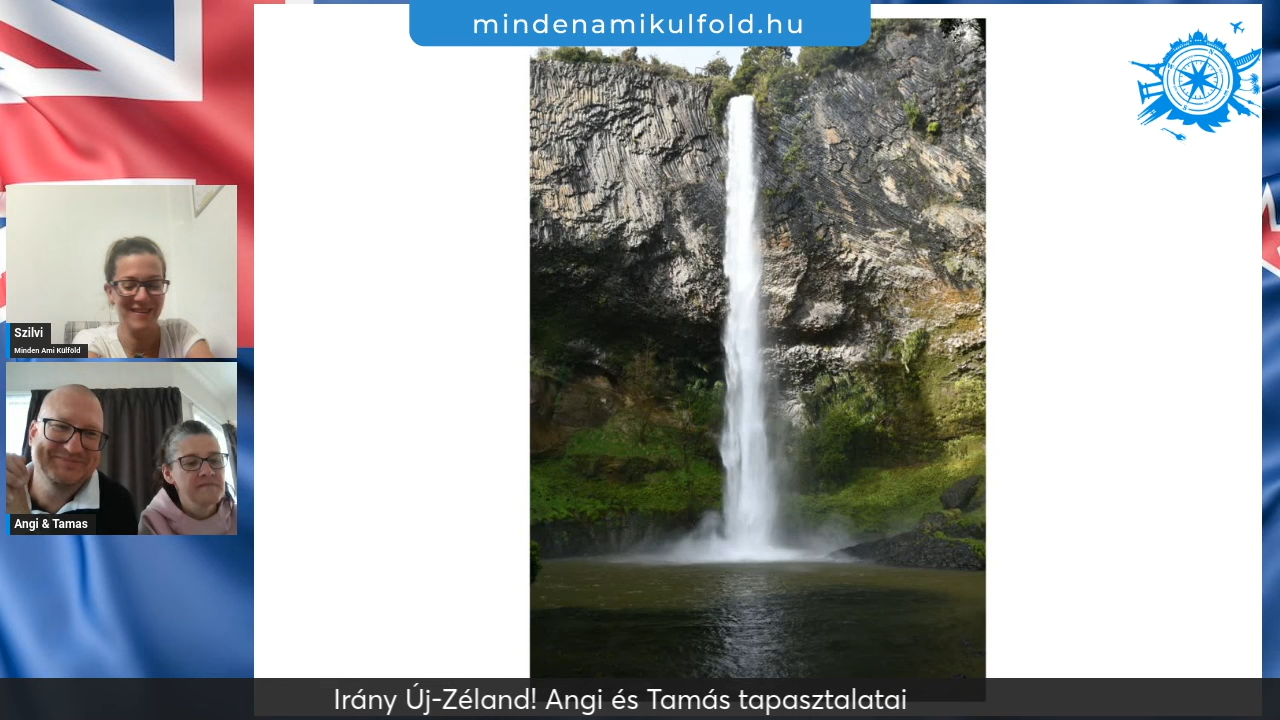 mindenamikulfold.hu
Szilvi
Minden Ami Külföld
Angi & Tamas
Irány Új-Zéland! Angi és Tamás tapasztalatai